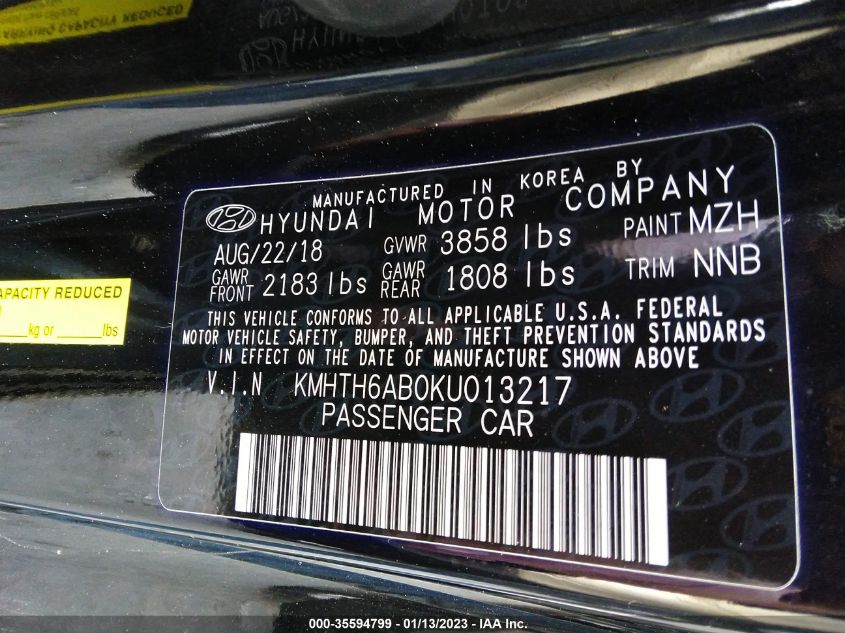 ARRYING CAPACITY REDUCED
MANUFACTURED IN KOREA BY
HYUNDAI MOTOR COMPANY
AUG/22/18 GVWR 3858 lbs PAINT MZH
GAWR FRONT 2183 lbs GAWR REAR 1808 lbs TRIM NNB
THIS VEHICLE CONFORMS TO ALL APPLICABLE U.S.A. FEDERAL
MOTOR VEHICLE SAFETY, BUMPER, AND THEFT PREVENTION STANDARDS
IN EFFECT ON THE DATE OF MANUFACTURE SHOWN ABOVE
V.I.N KMHTH6AB0KU013217
PASSENGER CAR
APACITY REDUCED
kg or lbs
000-35594799 - 01/13/2023 - IAA Inc.